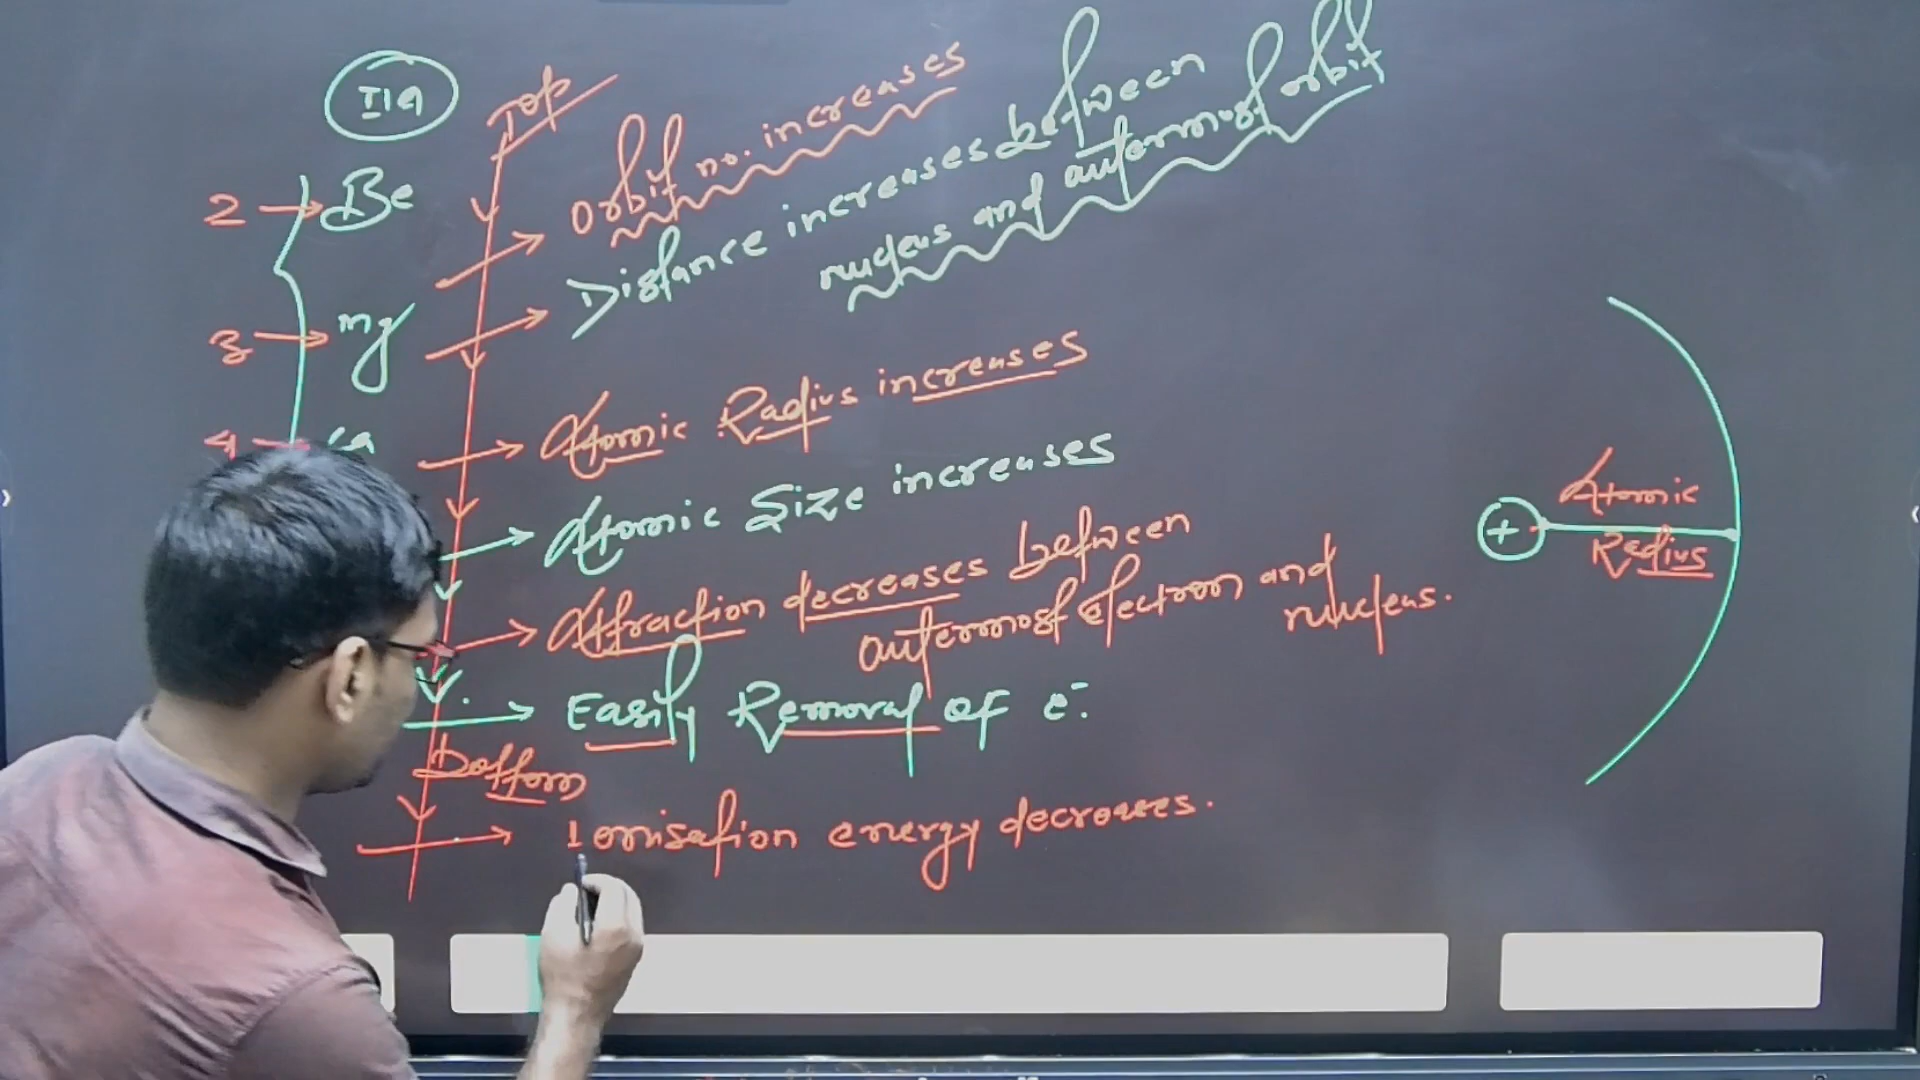 IIa
Top
2 → Be
3 → mg
4 → Ca
→ Orbit no. increases
→ Distance increases between
nucleus and outermost orbit
→ Atomic Radius increases
→ Atomic Size increases
→ Attraction decreases between
outermost electron and
nucleus.
→ Easily Removal of e-.
Bottom
→ Ionisation energy decreases.
+
Atomic
Radius